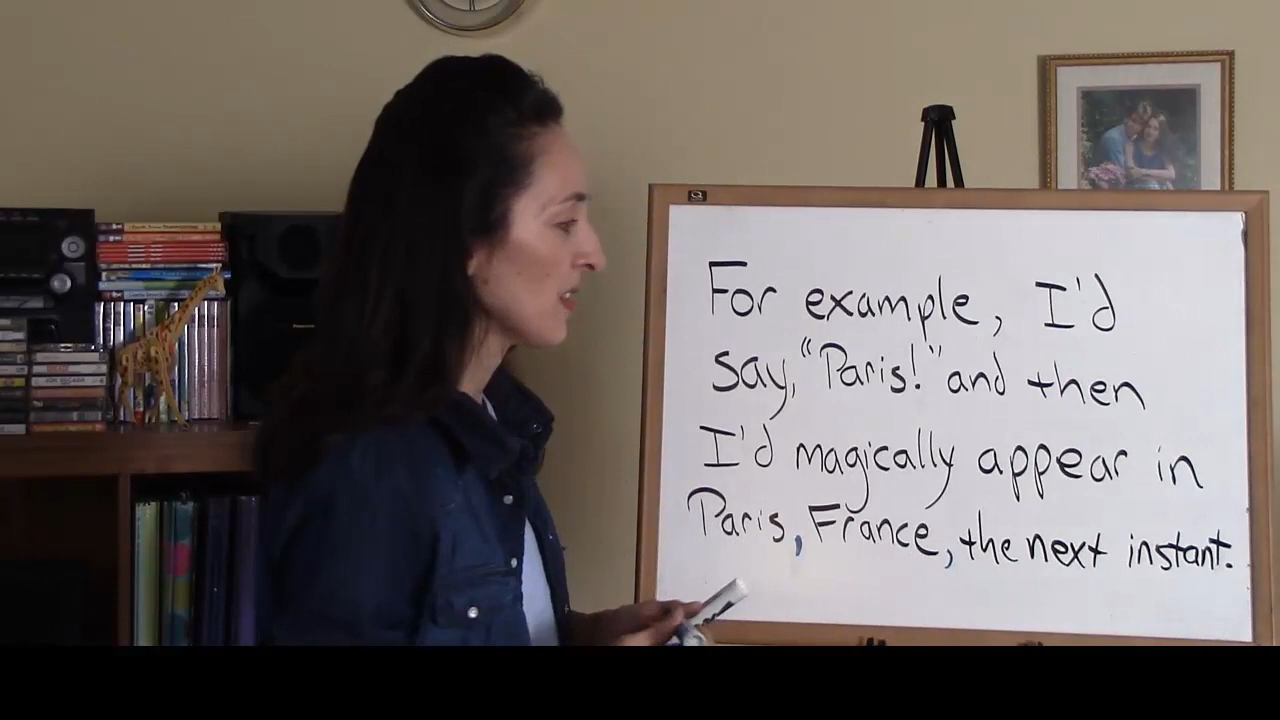 For example, I'd
say, "Paris!" and then
I'd magically appear in
Paris, France, the next instant.